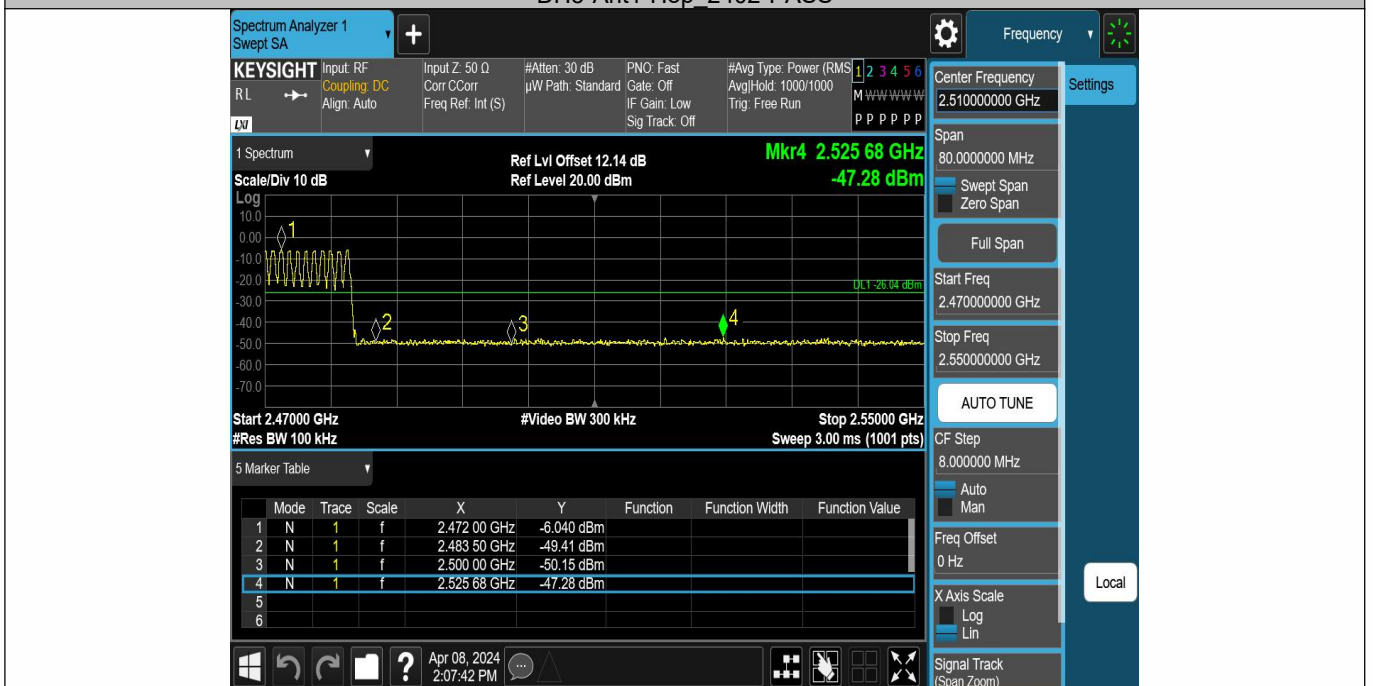 Spectrum Analyzer 1
Swept SA
Frequency
KEYSIGHT
RL
LXI
Input: RF
Coupling: DC
Align: Auto
Input Z: 50 Ω
Corr CCorr
Freq Ref: Int (S)
#Atten: 30 dB
µW Path: Standard
PNO: Fast
Gate: Off
IF Gain: Low
Sig Track: Off
#Avg Type: Power (RMS
Avg|Hold: 1000/1000
Trig: Free Run
1 2 3 4 5 6
M W W W W W
P P P P P P
1 Spectrum
Scale/Div 10 dB
Ref Lvl Offset 12.14 dB
Ref Level 20.00 dBm
Mkr4 2.525 68 GHz
-47.28 dBm
Log
10.0
0.00
-10.0
-20.0
-30.0
-40.0
-50.0
-60.0
-70.0
1
2
3
4
DL1 -26.04 dBm
Start 2.47000 GHz
#Video BW 300 kHz
Stop 2.55000 GHz
#Res BW 100 kHz
Sweep 3.00 ms (1001 pts)
5 Marker Table
Mode Trace Scale X Y Function Function Width Function Value
1 N 1 f 2.472 00 GHz -6.040 dBm
2 N 1 f 2.483 50 GHz -49.41 dBm
3 N 1 f 2.500 00 GHz -50.15 dBm
4 N 1 f 2.525 68 GHz -47.28 dBm
5
6
Apr 08, 2024
2:07:42 PM
Center Frequency
2.510000000 GHz
Settings
Span
80.0000000 MHz
Swept Span
Zero Span
Full Span
Start Freq
2.470000000 GHz
Stop Freq
2.550000000 GHz
AUTO TUNE
CF Step
8.000000 MHz
Auto
Man
Freq Offset
0 Hz
X Axis Scale
Log
Lin
Local
Signal Track
(Span Zoom)